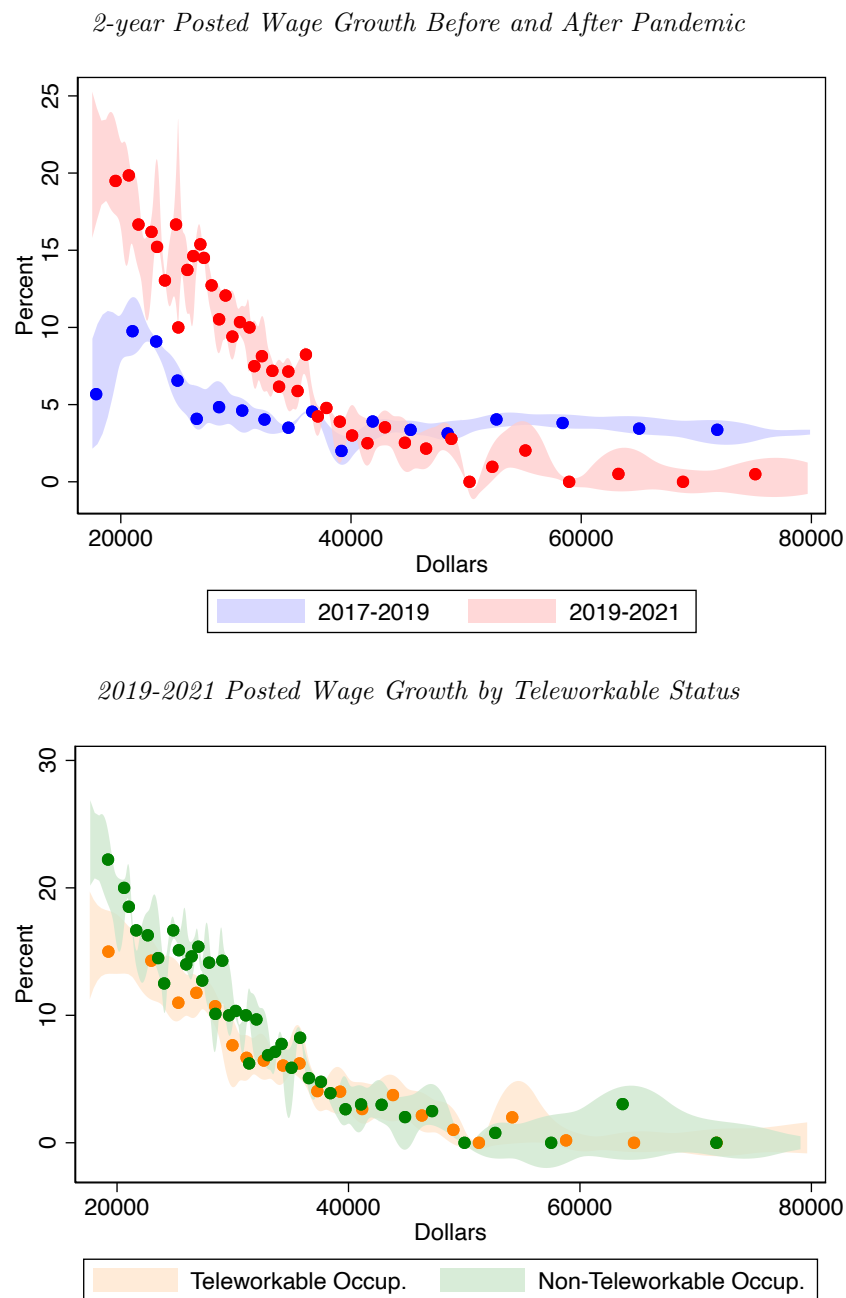 2-year Posted Wage Growth Before and After Pandemic
25
20
15
10
5
0
Percent
20000 40000 60000 80000
Dollars
2017-2019 2019-2021
2019-2021 Posted Wage Growth by Teleworkable Status
30
20
10
0
Percent
20000 40000 60000 80000
Dollars
Teleworkable Occup. Non-Teleworkable Occup.